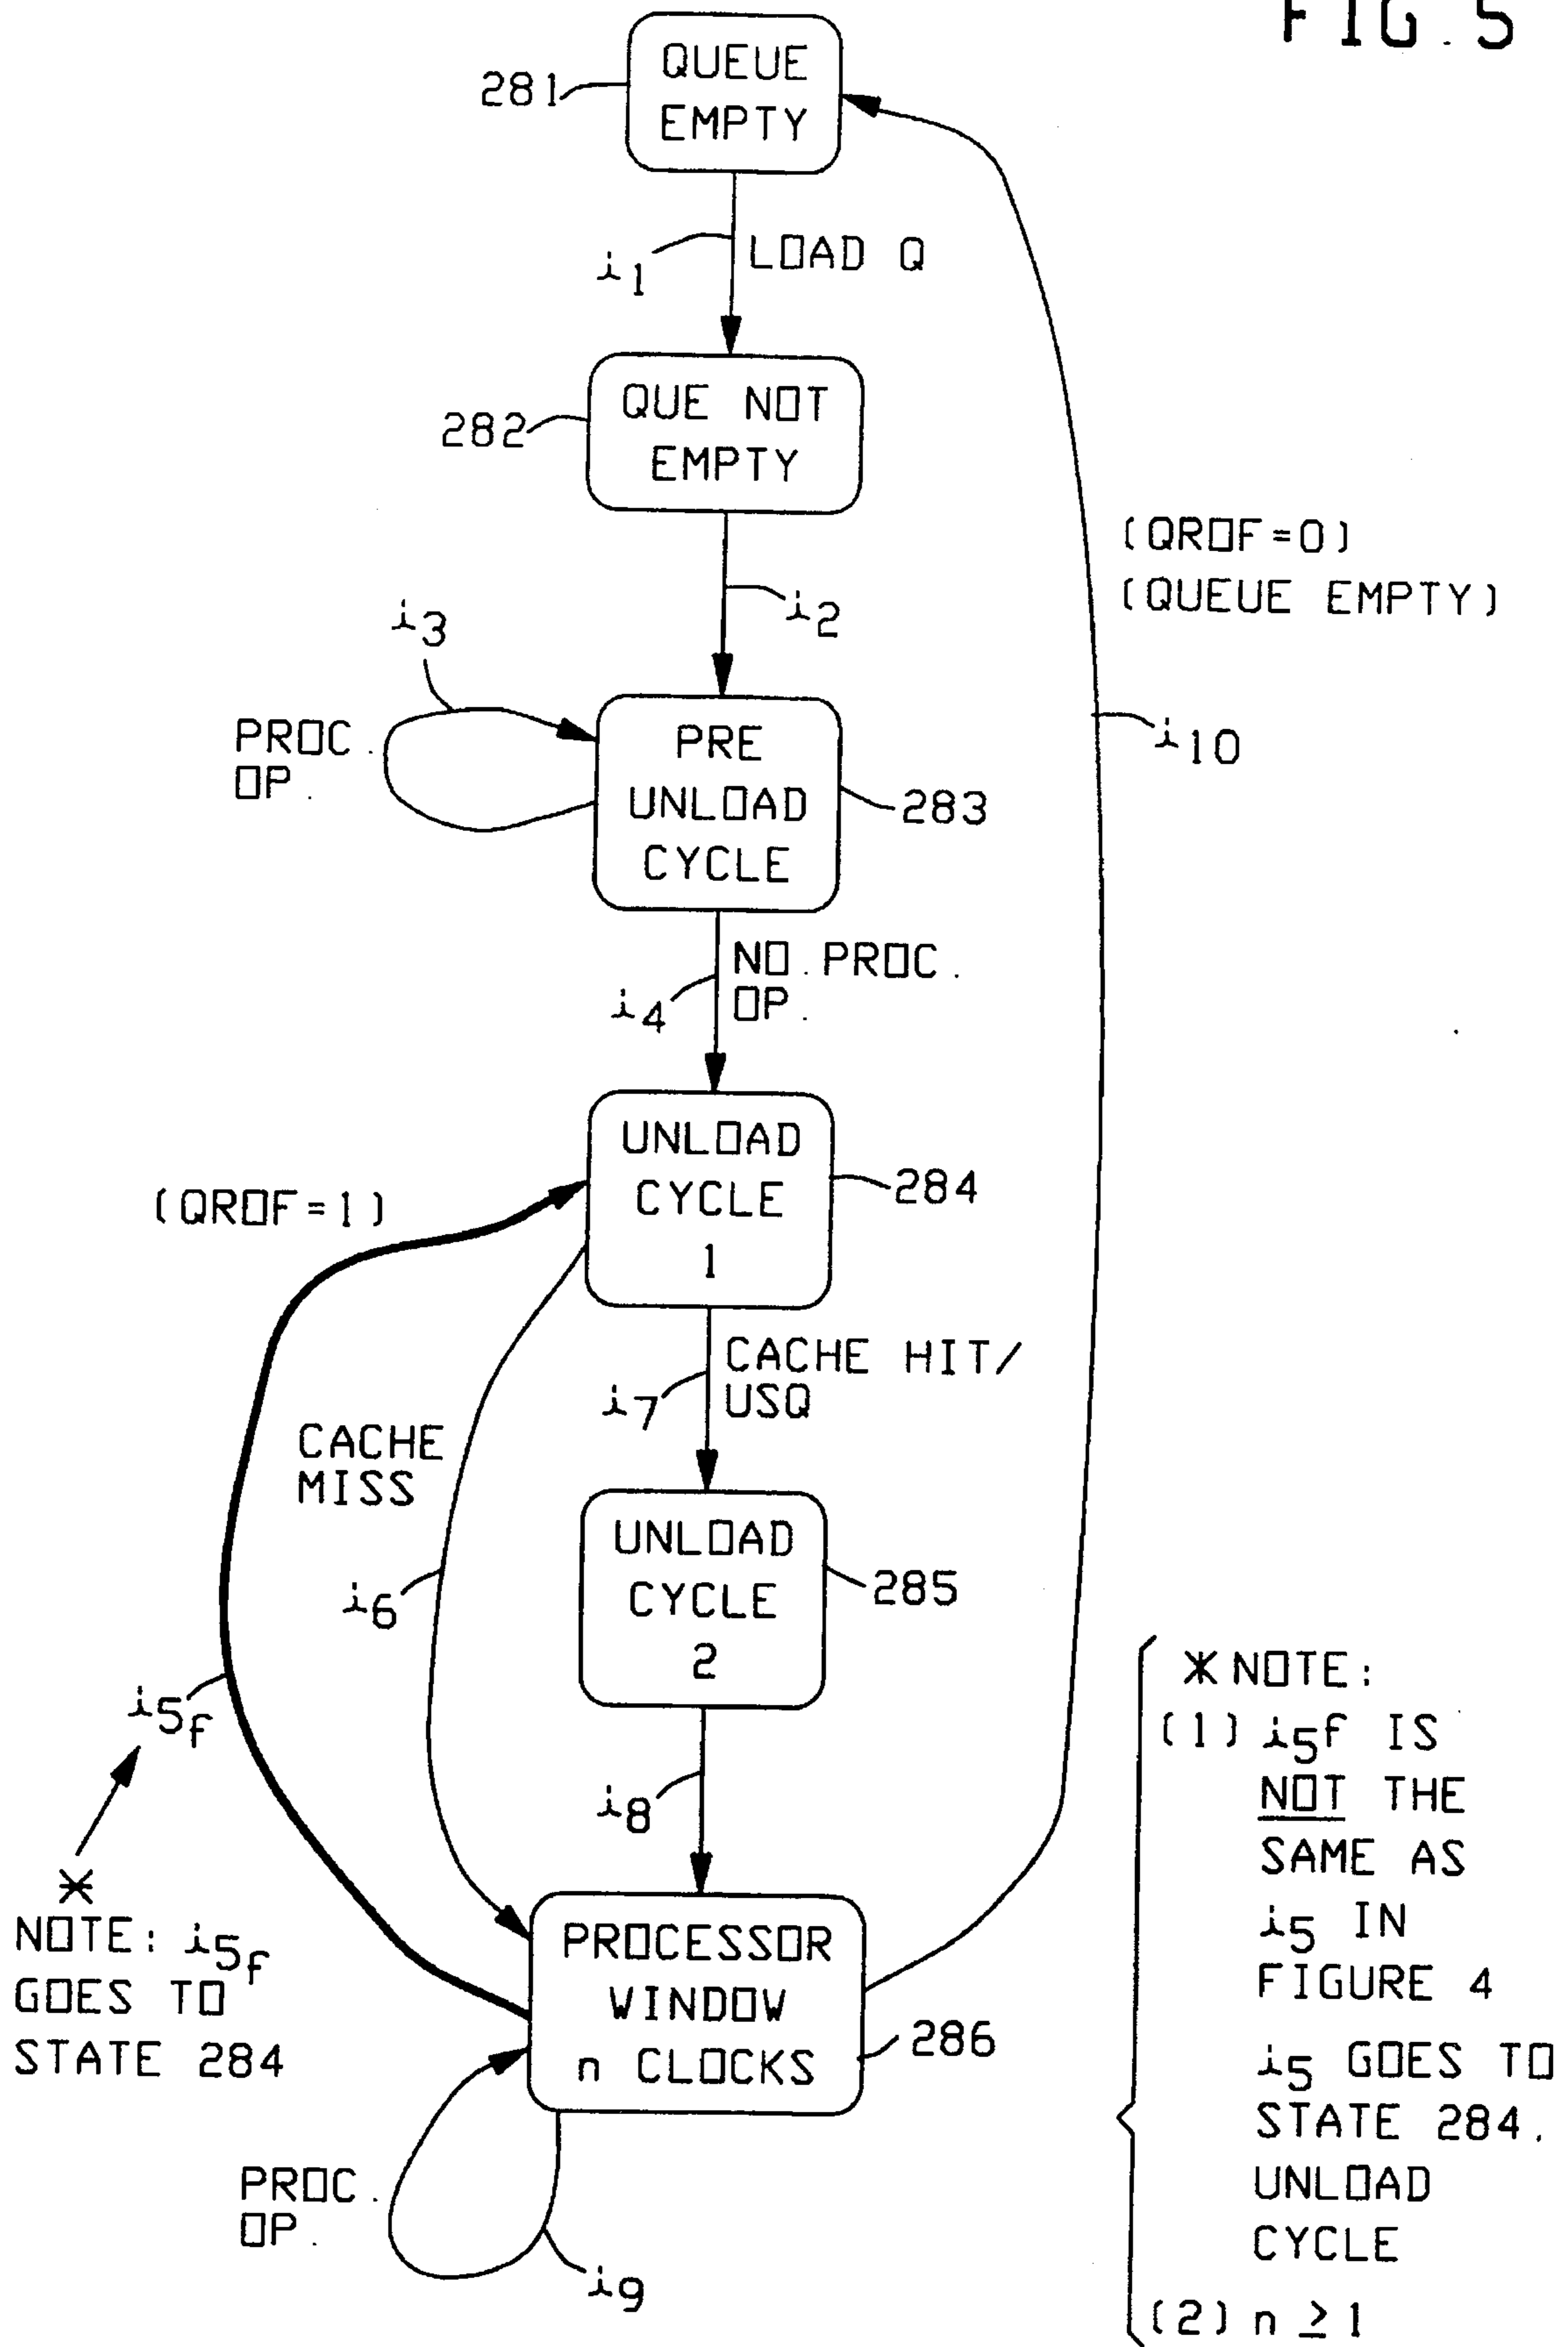 FIG.5
QUEUE
EMPTY
281
i1
LOAD Q
QUE NOT
EMPTY
282
i2
(QROF=0)
(QUEUE EMPTY)
i3
PROC.
OP.
PRE
UNLOAD
CYCLE
283
i10
NO. PROC.
OP.
i4
UNLOAD
CYCLE
1
284
(QROF=1)
CACHE HIT/
USQ
i7
CACHE
MISS
i6
UNLOAD
CYCLE
2
285
i5f
i8
*
NOTE: i5f
GOES TO
STATE 284
PROCESSOR
WINDOW
n CLOCKS
286
PROC.
OP.
i9
* NOTE:
(1) i5f IS
NOT THE
SAME AS
i5 IN
FIGURE 4
i5 GOES TO
STATE 284.
UNLOAD
CYCLE
(2) n ≥ 1